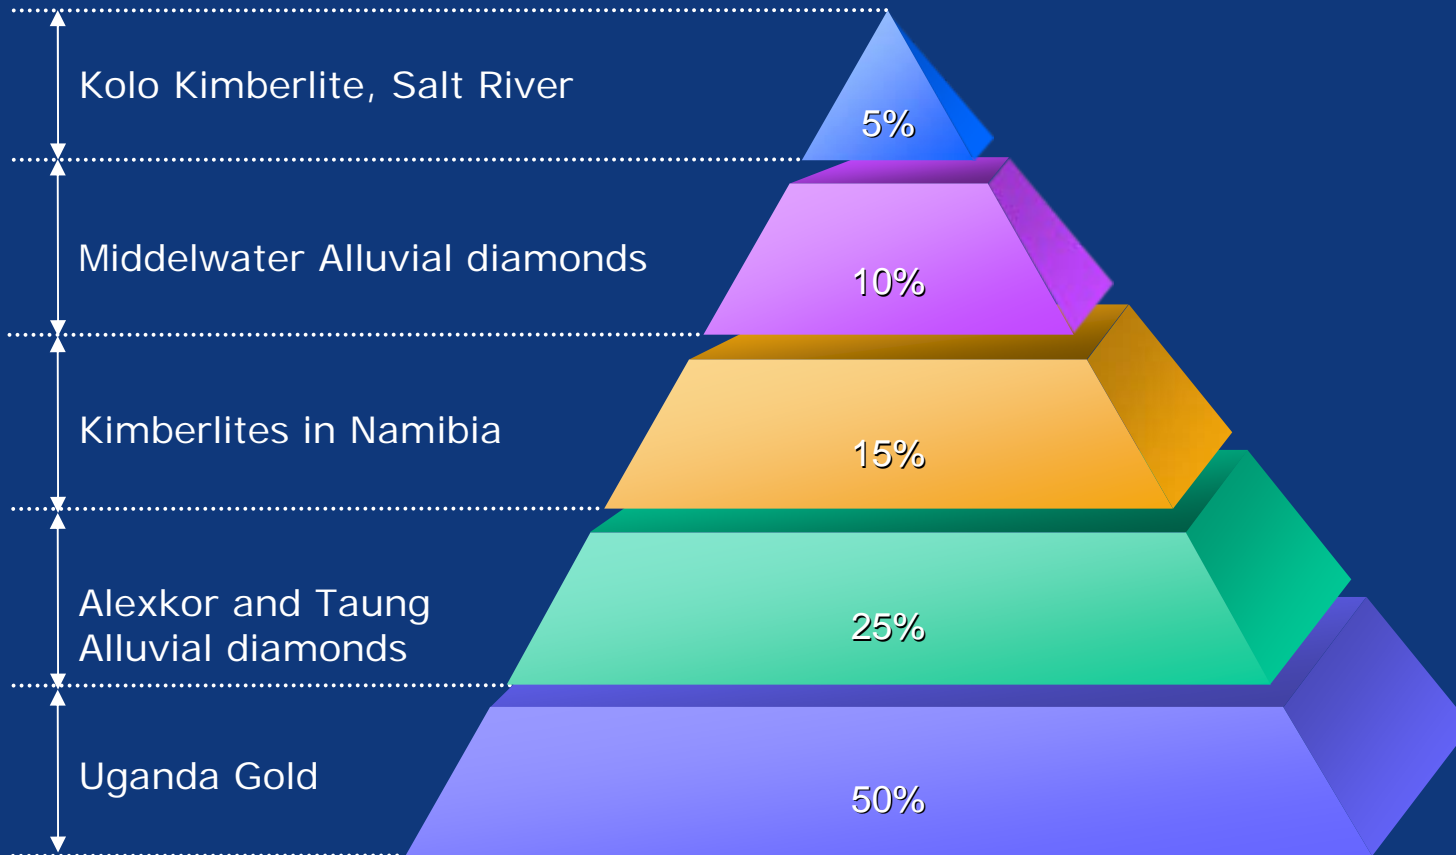 Kolo Kimberlite, Salt River
5%
Middelwater Alluvial diamonds
10%
Kimberlites in Namibia
15%
Alexkor and Taung
Alluvial diamonds
25%
Uganda Gold
50%